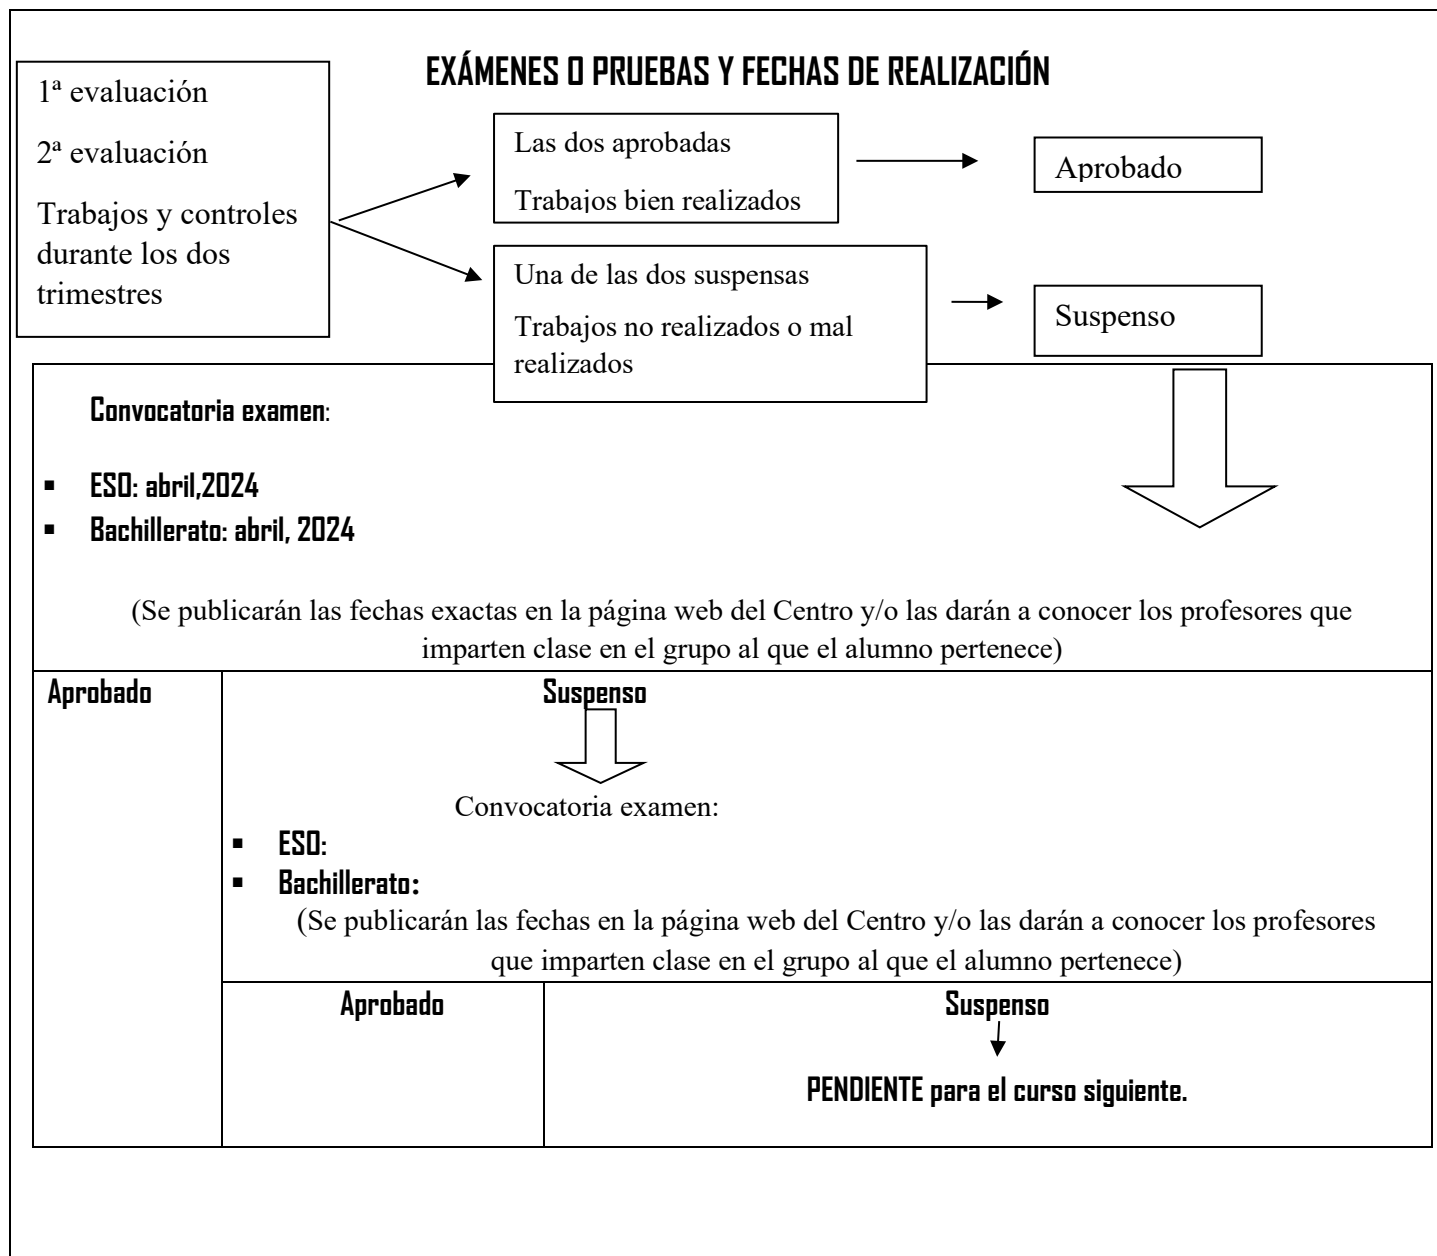 EXÁMENES O PRUEBAS Y FECHAS DE REALIZACIÓN
1ª evaluación
2ª evaluación
Trabajos y controles
durante los dos
trimestres
Las dos aprobadas
Trabajos bien realizados
Aprobado
Una de las dos suspensas
Trabajos no realizados o mal
realizados
Suspenso
Convocatoria examen:
▪ ESO: abril,2024
▪ Bachillerato: abril, 2024
(Se publicarán las fechas exactas en la página web del Centro y/o las darán a conocer los profesores que
imparten clase en el grupo al que el alumno pertenece)
Aprobado
Suspenso
Convocatoria examen:
▪ ESO:
▪ Bachillerato:
(Se publicarán las fechas en la página web del Centro y/o las darán a conocer los profesores
que imparten clase en el grupo al que el alumno pertenece)
Aprobado
Suspenso
PENDIENTE para el curso siguiente.